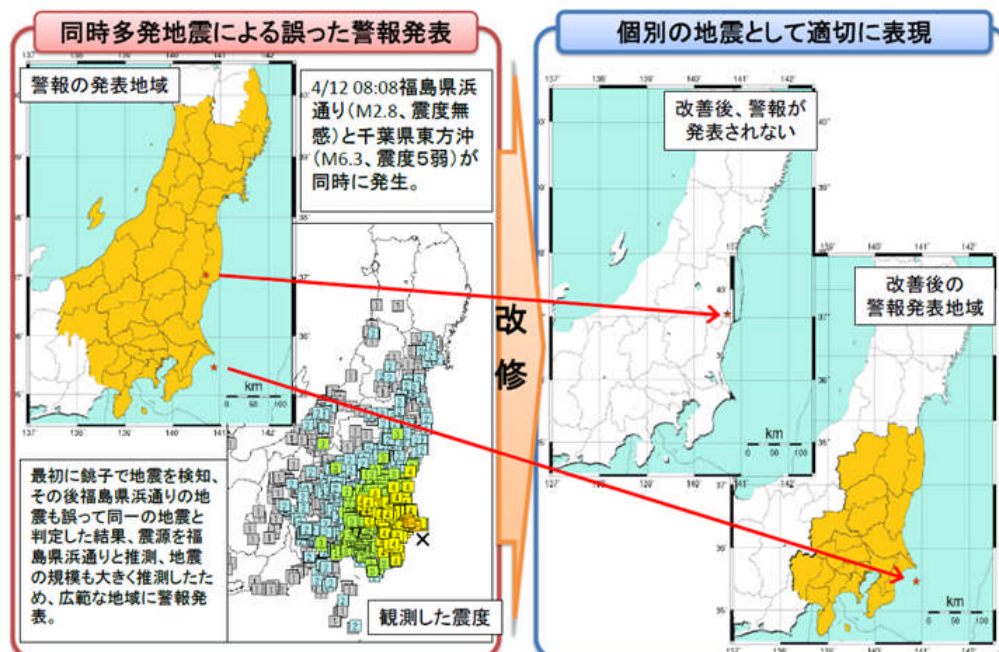 同時多発地震による誤った警報発表
警報の発表地域
4/12 08:08福島県浜
通り(M2.8、震度無
感)と千葉県東方沖
(M6.3、震度5弱)が
同時に発生。
km
0 50 100
最初に銚子で地震を検知、
その後福島県浜通りの地
震も誤って同一の地震と
判定した結果、震源を福
島県浜通りと推測、地震
の規模も大きく推測したた
め、広範な地域に警報発
表。
観測した震度
改
修
個別の地震として適切に表現
改善後、警報が
発表されない
km
0 50 100
改善後の
警報発表地域
km
0 50 100